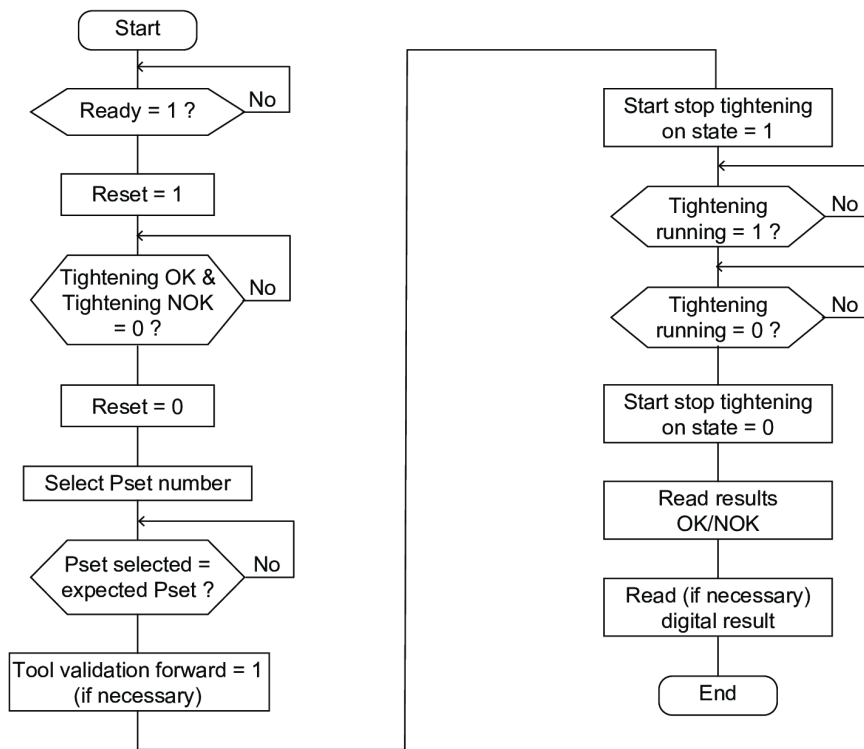 Start
Ready = 1 ?
No
Reset = 1
Tightening OK &
Tightening NOK
= 0 ?
No
Reset = 0
Select Pset number
Pset selected =
expected Pset ?
No
Tool validation forward = 1
(if necessary)
Start stop tightening
on state = 1
Tightening
running = 1 ?
No
Tightening
running = 0 ?
No
Start stop tightening
on state = 0
Read results
OK/NOK
Read (if necessary)
digital result
End